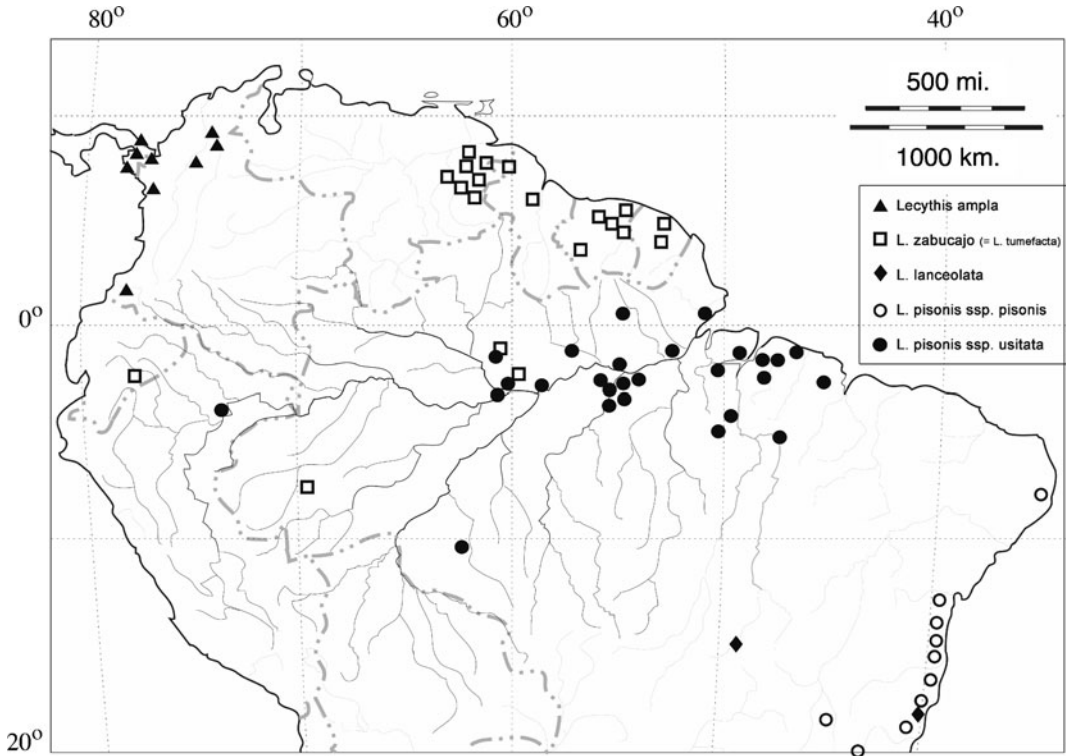 80° 60° 40°
500 mi.
1000 km.
Lecythis ampla
L. zabucajo (= L. tumefacta)
L. lanceolata
L. pisonis ssp. pisonis
L. pisonis ssp. usitata
0°
20°